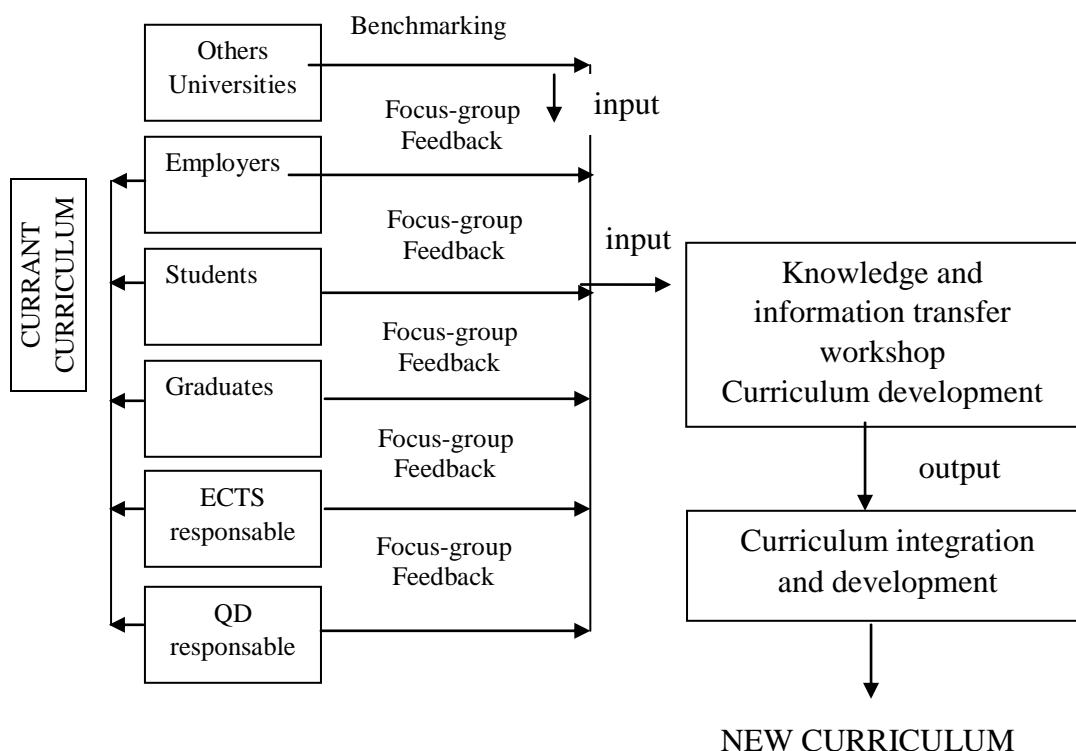 Benchmarking
Others
Universities
input
Focus-group
Feedback
Employers
CURRANT
CURRICULUM
Focus-group
Feedback
input
Students
Knowledge and
information transfer
workshop
Curriculum development
Focus-group
Feedback
Graduates
Focus-group
Feedback
output
ECTS
responsable
Focus-group
Feedback
Curriculum integration
and development
QD
responsable
NEW CURRICULUM